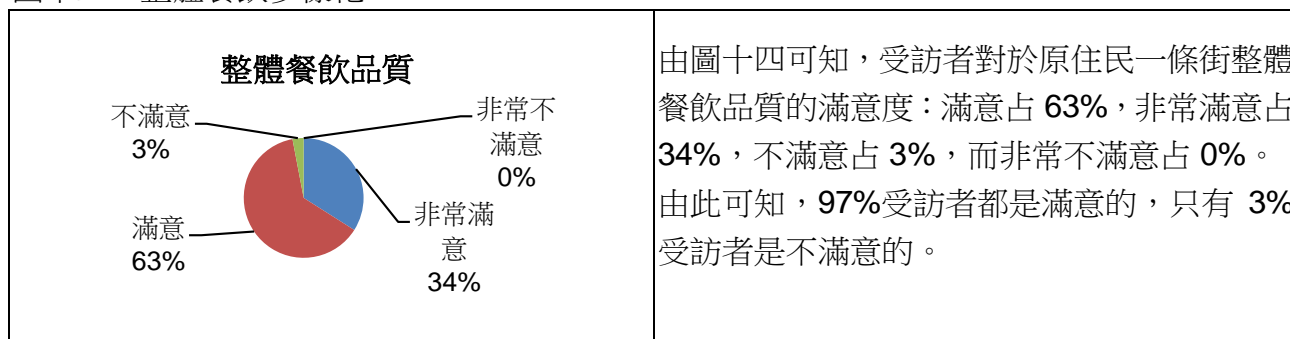 整體餐飲品質
不滿意
3%
非常不
滿意
0%
滿意
63%
非常滿
意
34%
由圖十四可知，受訪者對於原住民一條街整體
餐飲品質的滿意度：滿意占 63%，非常滿意占
34%，不滿意占 3%，而非常不滿意占 0%。
由此可知，97%受訪者都是滿意的，只有 3%
受訪者是不滿意的。